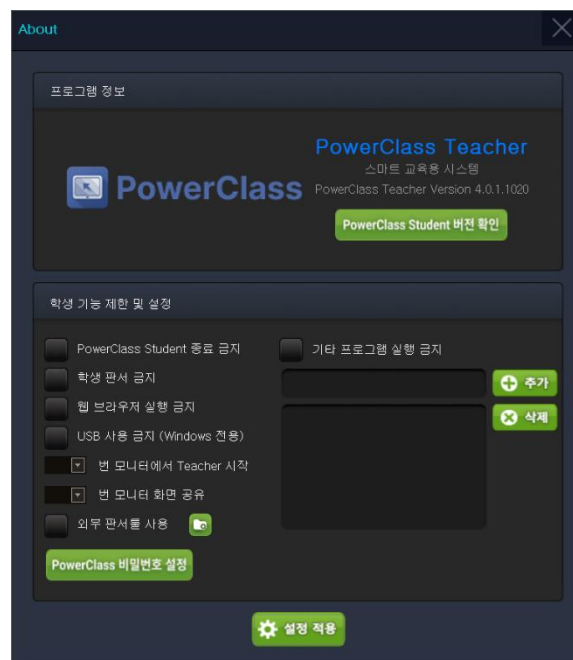 About
프로그램 정보
PowerClass
PowerClass Teacher
스마트 교육용 시스템
PowerClass Teacher Version 4.0.1.1020
PowerClass Student 버전 확인
학생 기능 제한 및 설정
PowerClass Student 종료 금지
기타 프로그램 실행 금지
학생 판서 금지
추가
웹 브라우저 실행 금지
삭제
USB 사용 금지 (Windows 전용)
번 모니터에서 Teacher 시작
번 모니터 화면 공유
외부 판서툴 사용
PowerClass 비밀번호 설정
설정 적용